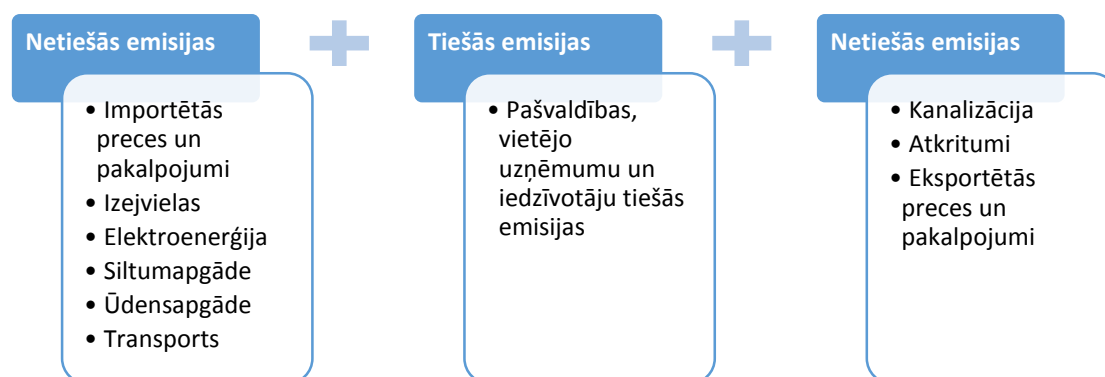 Netiešās emisijas
• Importētās
preces un
pakalpojumi
• Izejvielas
• Elektroenerģija
• Siltumapgāde
• Ūdensapgāde
• Transports
Tiešās emisijas
• Pašvaldības,
vietējo
uzņēmumu un
iedzīvotāju tiešās
emisijas
Netiešās emisijas
• Kanalizācija
• Atkritumi
• Eksportētās
preces un
pakalpojumi